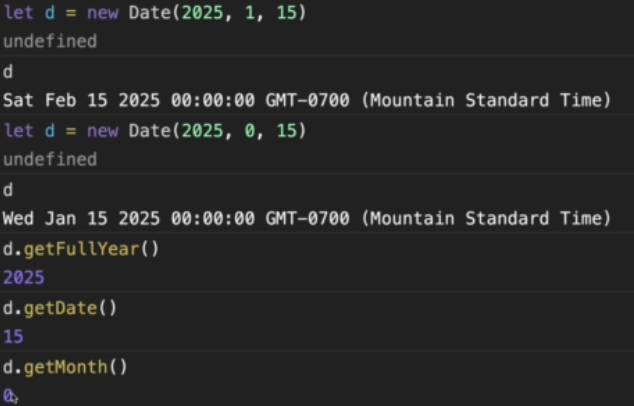 let d = new Date(2025, 1, 15)
undefined
d
Sat Feb 15 2025 00:00:00 GMT-0700 (Mountain Standard Time)
let d = new Date(2025, 0, 15)
undefined
d
Wed Jan 15 2025 00:00:00 GMT-0700 (Mountain Standard Time)
d.getFullYear()
2025
d.getDate()
15
d.getMonth()
0